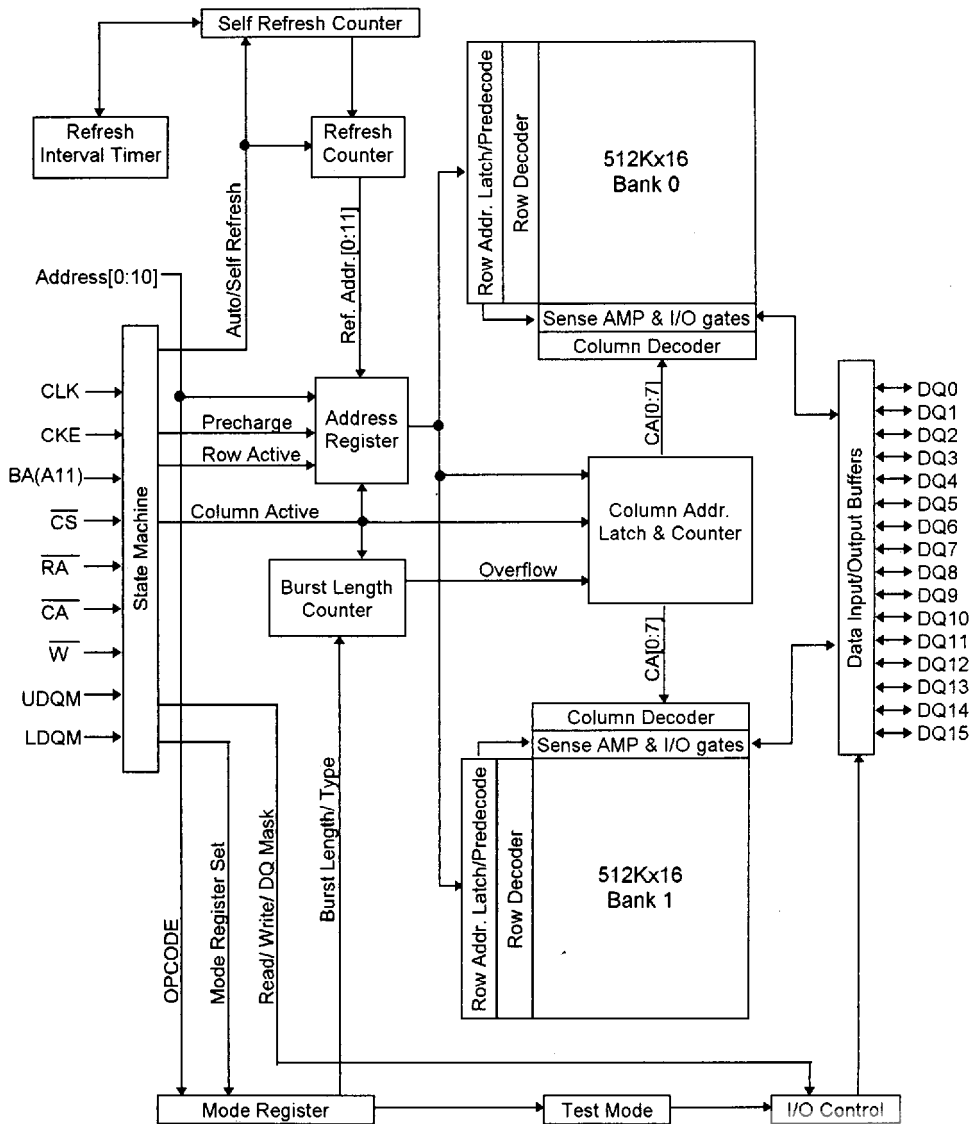 Self Refresh Counter
Refresh
Interval Timer
Refresh
Counter
Auto/Self Refresh
Ref. Addr.[0:11]
Address[0:10]
Row Addr. Latch/Predecode
Row Decoder
512Kx16
Bank 0
Sense AMP & I/O gates
Column Decoder
CLK
CKE
BA(A11)
CS
RA
CA
W
UDQM
LDQM
State Machine
Precharge
Row Active
Column Active
Address
Register
CA[0:7]
Column Addr.
Latch & Counter
Burst Length
Counter
Overflow
CA[0:7]
Data Input/Output Buffers
DQ0
DQ1
DQ2
DQ3
DQ4
DQ5
DQ6
DQ7
DQ8
DQ9
DQ10
DQ11
DQ12
DQ13
DQ14
DQ15
Column Decoder
Sense AMP & I/O gates
Row Addr. Latch/Predecode
Row Decoder
512Kx16
Bank 1
OPCODE
Mode Register Set
Read/ Write/ DQ Mask
Burst Length/ Type
Mode Register
Test Mode
I/O Control